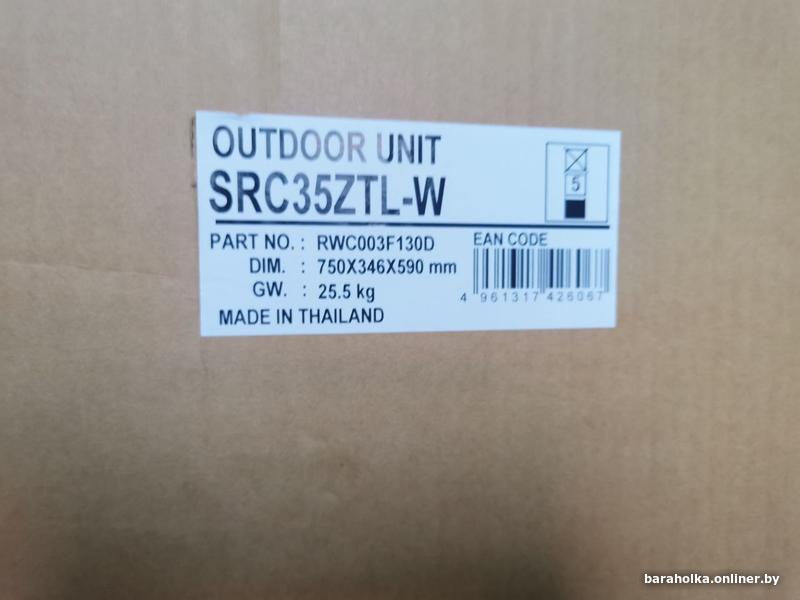 OUTDOOR UNIT
SRC35ZTL-W
5
PART NO. : RWC003F130D
DIM. : 750X346X590 mm
GW. : 25.5 kg
MADE IN THAILAND
EAN CODE
4 961317 426067
baraholka.onliner.by